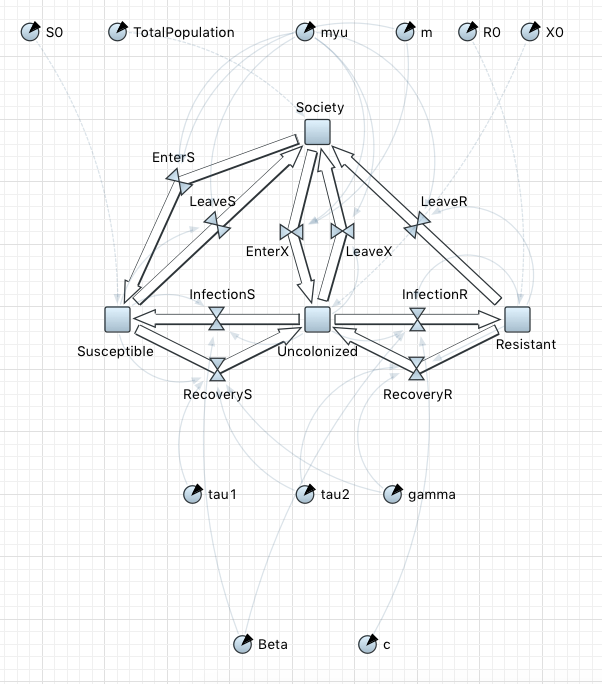 S0
TotalPopulation
myu
m
R0
X0
Society
EnterS
LeaveS
LeaveR
EnterX
LeaveX
InfectionS
InfectionR
Susceptible
Uncolonized
Resistant
RecoveryS
RecoveryR
tau1
tau2
gamma
Beta
c